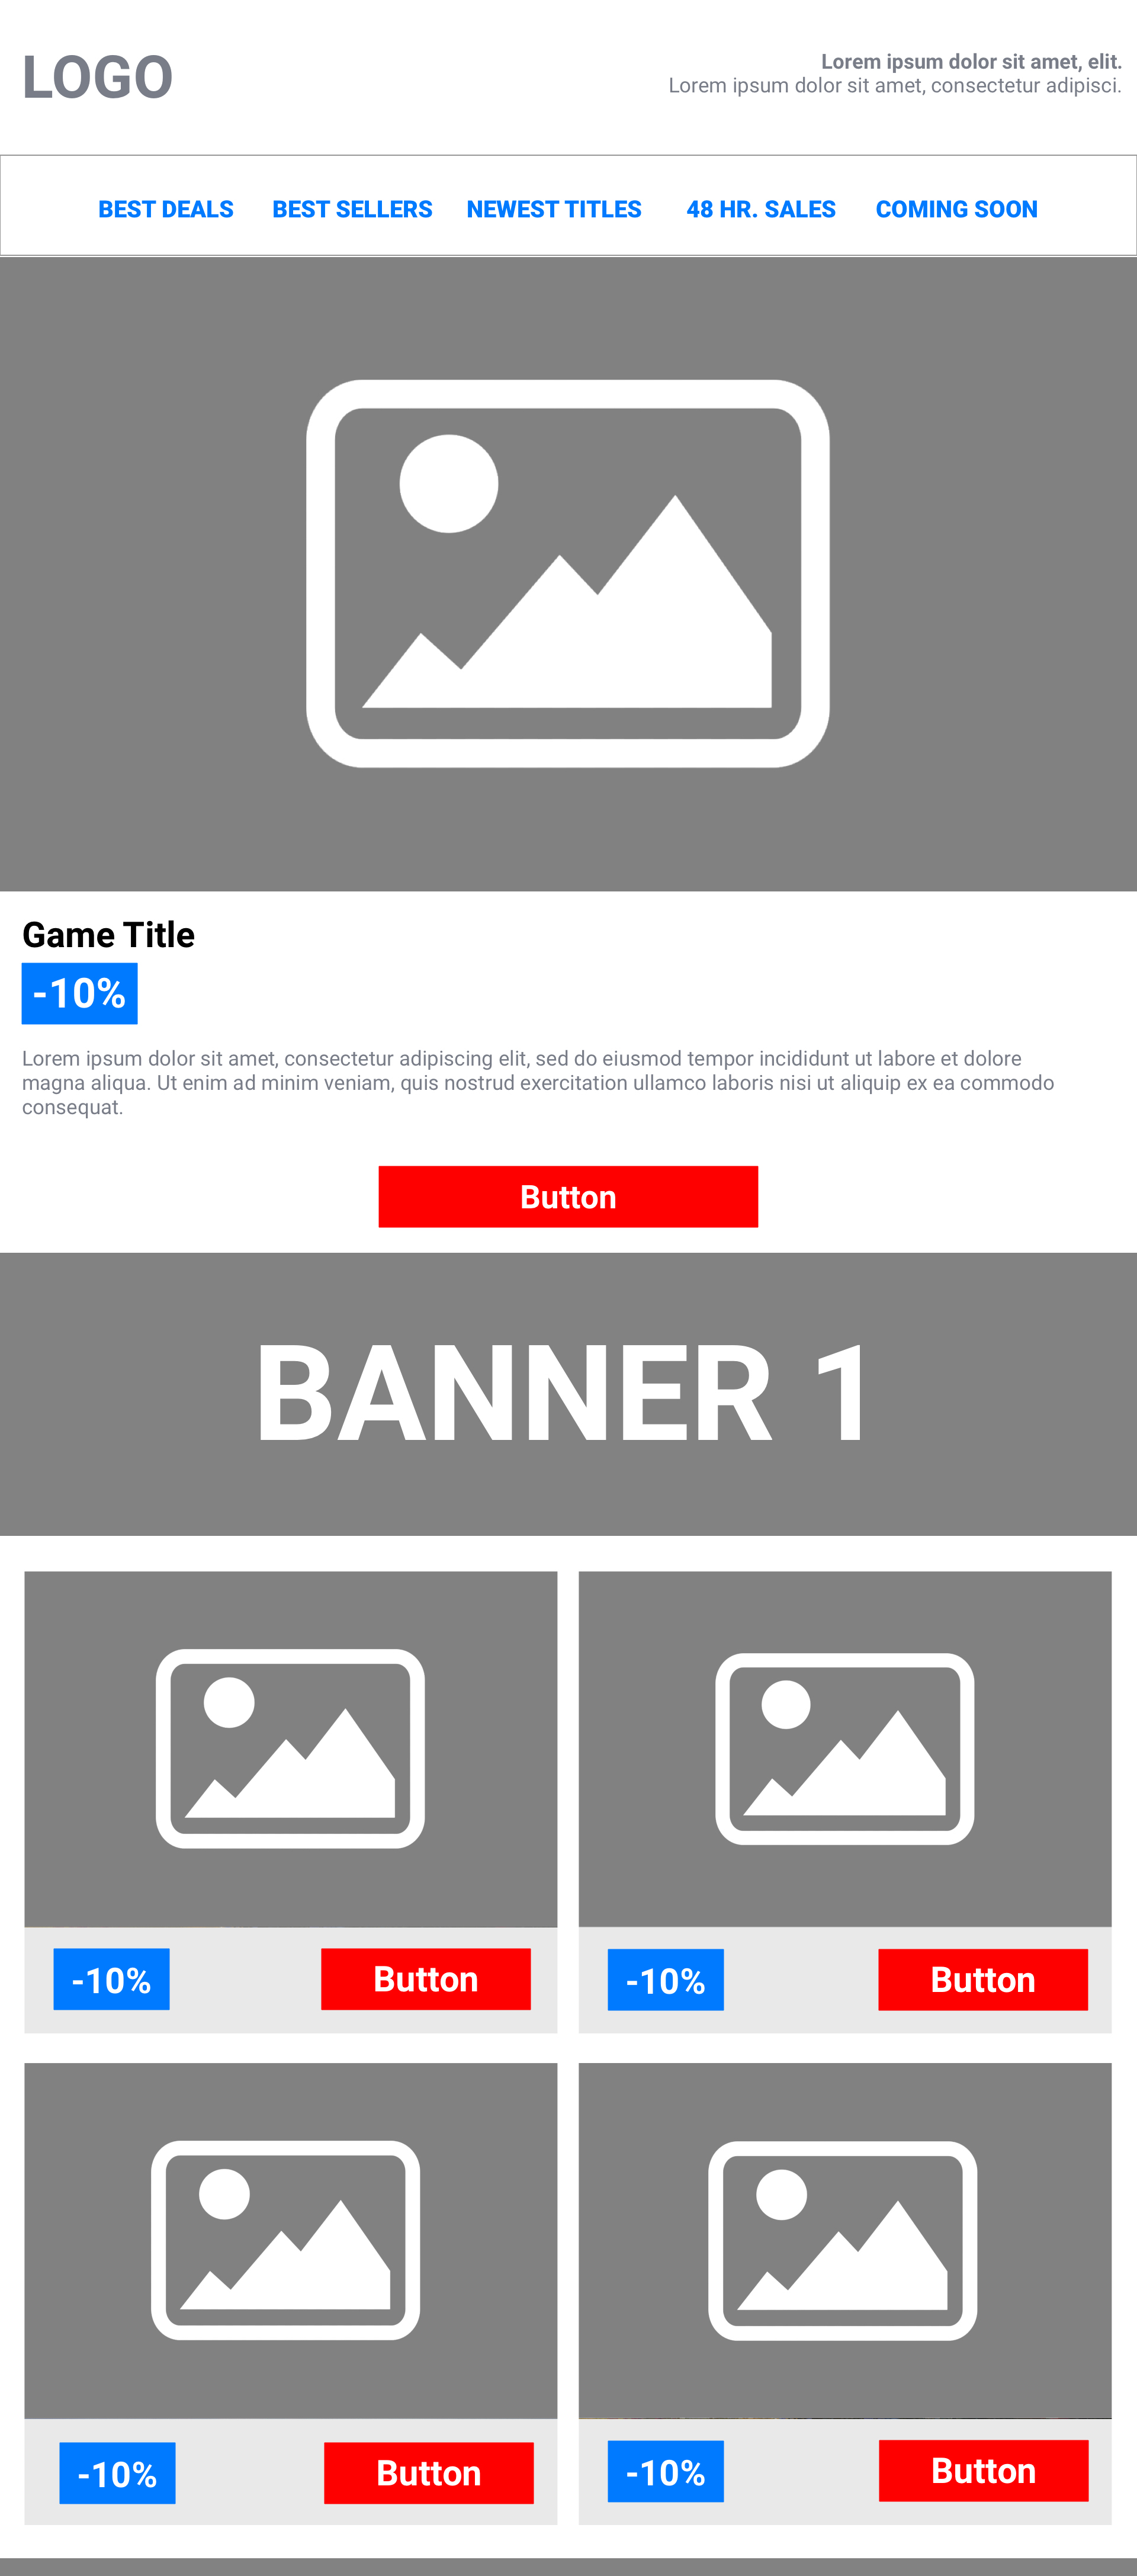 LOGO
Lorem ipsum dolor sit amet, elit.
Lorem ipsum dolor sit amet, consectetur adipisci.
BEST DEALS BEST SELLERS NEWEST TITLES 48 HR. SALES COMING SOON
Game Title
-10%
Lorem ipsum dolor sit amet, consectetur adipiscing elit, sed do eiusmod tempor incididunt ut labore et dolore
magna aliqua. Ut enim ad minim veniam, quis nostrud exercitation ullamco laboris nisi ut aliquip ex ea commodo
consequat.
Button
BANNER 1
-10% Button
-10% Button
-10% Button
-10% Button